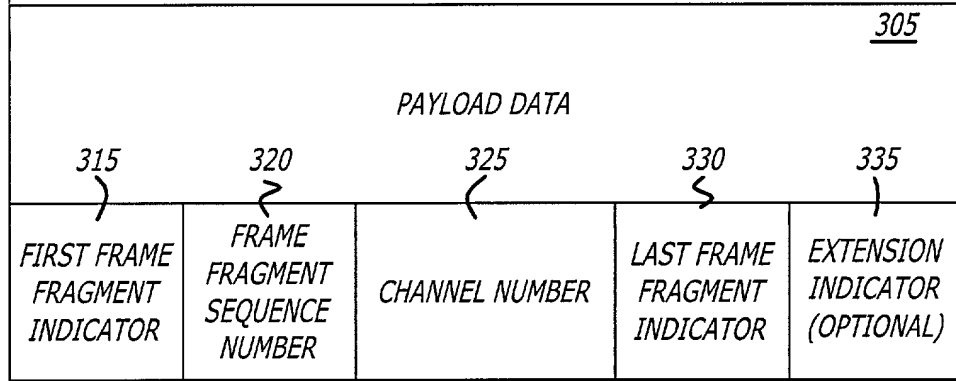 305
PAYLOAD DATA
315 320 325 330 335
FIRST FRAME
FRAGMENT
INDICATOR
FRAME
FRAGMENT
SEQUENCE
NUMBER
CHANNEL NUMBER
LAST FRAME
FRAGMENT
INDICATOR
EXTENSION
INDICATOR
(OPTIONAL)